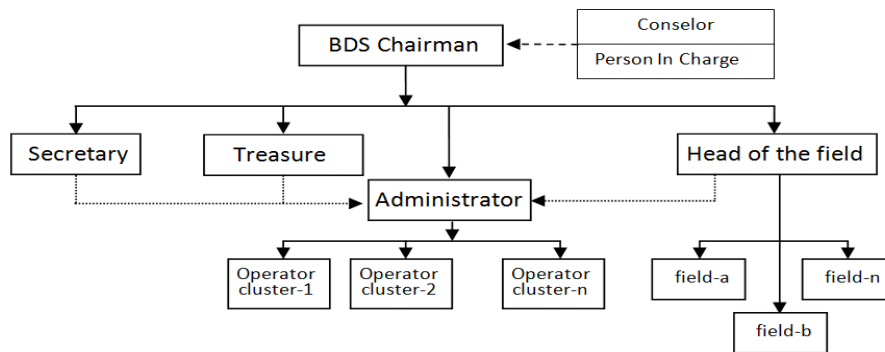 Conselor
BDS Chairman
Person In Charge
Secretary
Treasure
Head of the field
Administrator
Operator
cluster-1
Operator
cluster-2
Operator
cluster-n
field-a
field-n
field-b